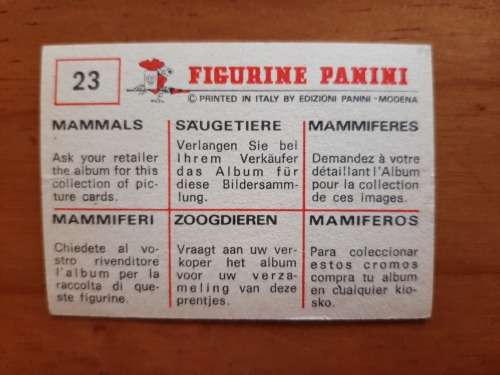 23
FIGURINE PANINI
© PRINTED IN ITALY BY EDIZIONI PANINI - MODENA
MAMMALS
Ask your retailer
the album for this
collection of pic-
ture cards.
SÄUGETIERE
Verlangen Sie bei
Ihrem Verkäufer
das Album für
diese Bildersamm-
lung.
MAMMIFERES
Demandez à votre
détaillant l'Album
pour la collection
de ces images.
MAMMIFERI
Chiedete al vo-
stro rivenditore
l'album per la
raccolta di que-
ste figurine.
ZOOGDIEREN
Vraagt aan uw ver-
koper het album
voor uw verza-
meling van deze
prentjes.
MAMIFEROS
Para coleccionar
estos cromos
compra tu album
en cualquier kio-
sko.